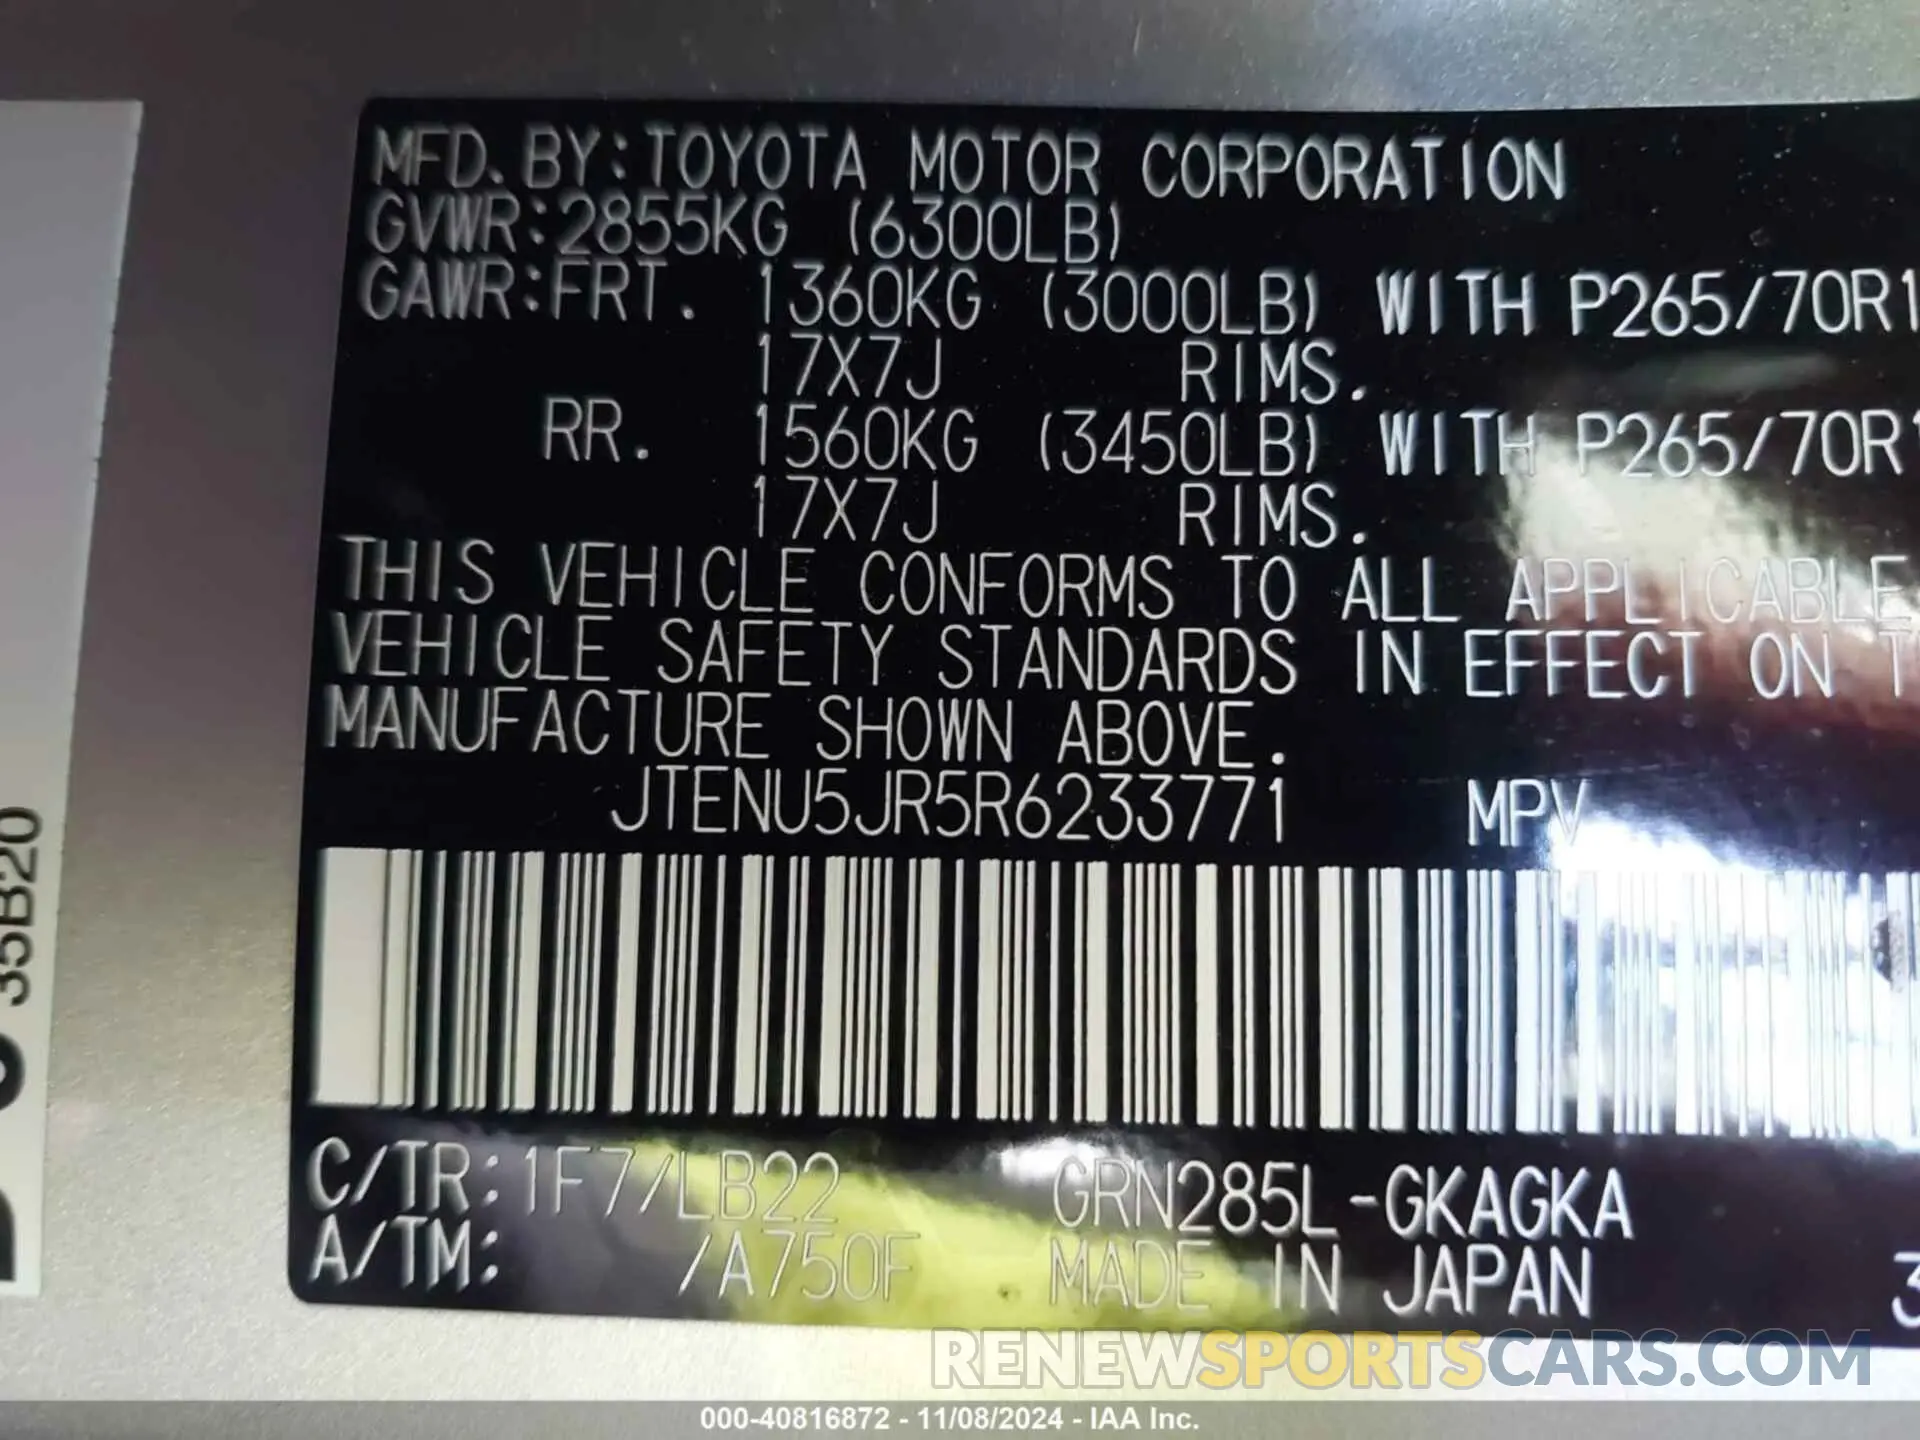 MFD. BY:TOYOTA MOTOR CORPORATION
GVWR:2855KG (6300LB)
GAWR:FRT. 1360KG (3000LB) WITH P265/70R1
17X7J RIMS.
RR. 1560KG (3450LB) WITH P265/70R1
17X7J RIMS.
THIS VEHICLE CONFORMS TO ALL APPLICABLE
VEHICLE SAFETY STANDARDS IN EFFECT ON T
MANUFACTURE SHOWN ABOVE.
JTENU5JR5R6233771 MPV
C/TR:1F7/LB22 GRN285L-GKAGKA
A/TM: /A750F MADE IN JAPAN 3
35B20
RENEWSPORTSCARS.COM
000-40816872 - 11/08/2024 - IAA Inc.